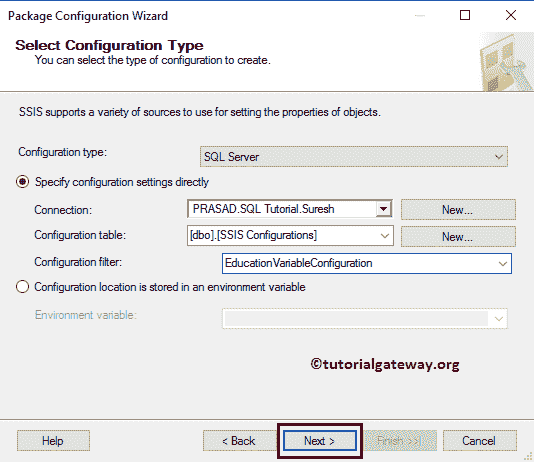 Package Configuration Wizard
Select Configuration Type
You can select the type of configuration to create.
SSIS supports a variety of sources to use for setting the properties of objects.
Configuration type: SQL Server
Specify configuration settings directly
Connection: PRASAD.SQL Tutorial.Suresh New...
Configuration table: [dbo].[SSIS Configurations] New...
Configuration filter: EducationVariableConfiguration
Configuration location is stored in an environment variable
Environment variable:
©tutorialgateway.org
Help < Back Next > Finish >>| Cancel